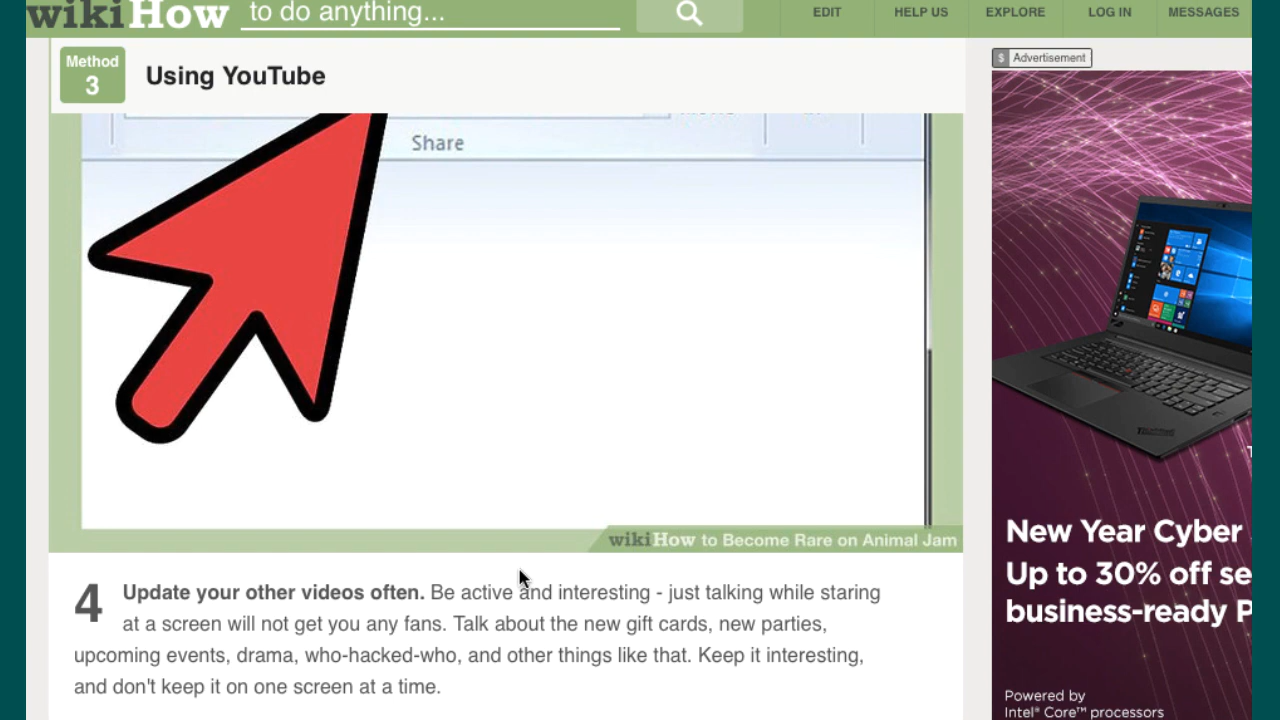 wikiHow to do anything...
EDIT HELP US EXPLORE LOG IN MESSAGES
Method
3
Using YouTube
$ Advertisement
Share
wikiHow to Become Rare on Animal Jam
4 Update your other videos often. Be active and interesting - just talking while staring
at a screen will not get you any fans. Talk about the new gift cards, new parties,
upcoming events, drama, who-hacked-who, and other things like that. Keep it interesting,
and don't keep it on one screen at a time.
New Year Cyber
Up to 30% off se
business-ready P
Powered by
Intel® Core™ processors